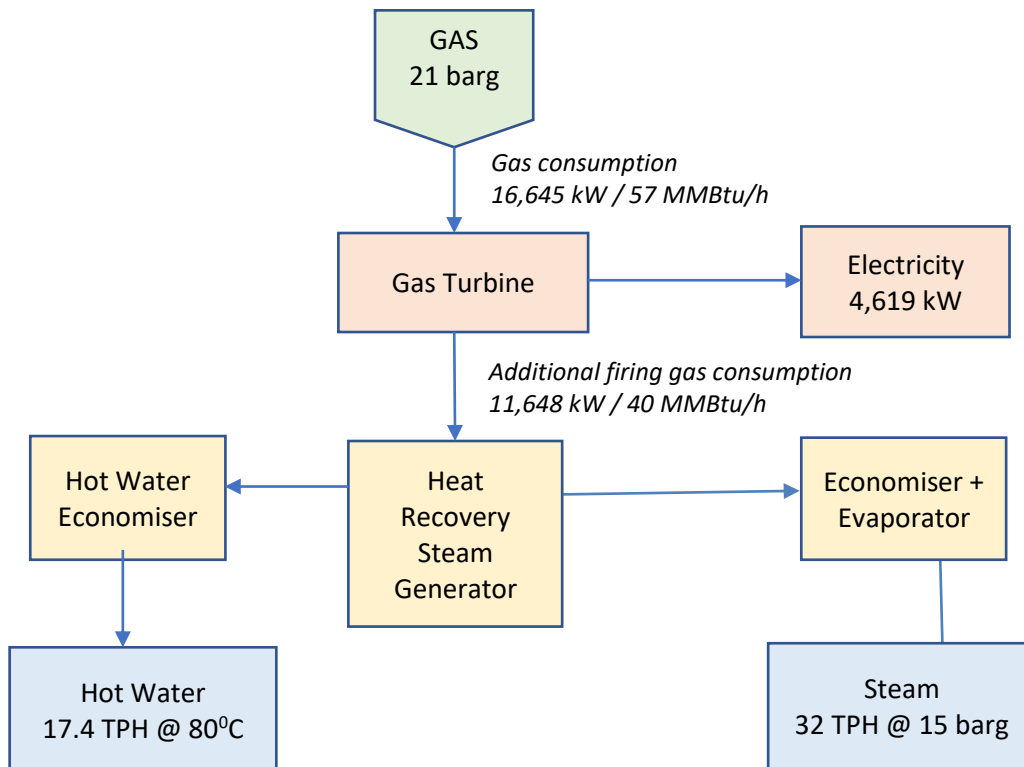 GAS
21 barg
Gas consumption
16,645 kW / 57 MMBtu/h
Gas Turbine
Electricity
4,619 kW
Additional firing gas consumption
11,648 kW / 40 MMBtu/h
Hot Water
Economiser
Heat
Recovery
Steam
Generator
Economiser +
Evaporator
Hot Water
17.4 TPH @ 80⁰C
Steam
32 TPH @ 15 barg